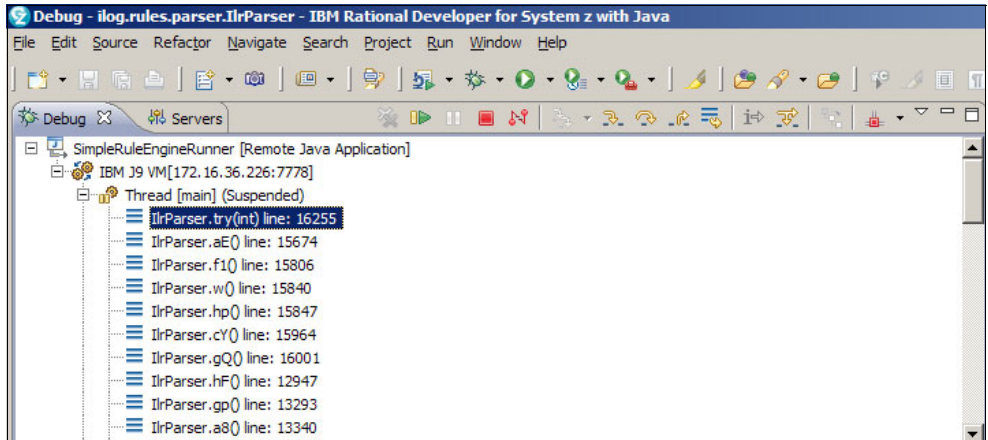 Debug - ilog.rules.parser.IlrParser - IBM Rational Developer for System z with Java
File Edit Source Refactor Navigate Search Project Run Window Help
Debug Servers
SimpleRuleEngineRunner [Remote Java Application]
IBM J9 VM[172.16.36.226:7778]
Thread [main] (Suspended)
IlrParser.try(int) line: 16255
IlrParser.aE() line: 15674
IlrParser.f1() line: 15806
IlrParser.w() line: 15840
IlrParser.hp() line: 15847
IlrParser.cY() line: 15964
IlrParser.gQ() line: 16001
IlrParser.hF() line: 12947
IlrParser.gp() line: 13293
IlrParser.a8() line: 13340